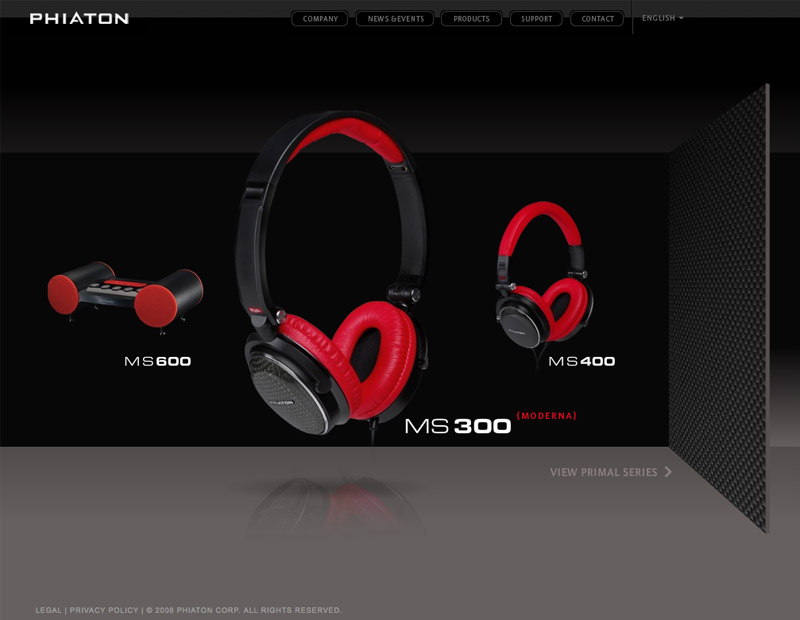 PHIATON
COMPANY
NEWS & EVENTS
PRODUCTS
SUPPORT
CONTACT
ENGLISH
MS600
MS400
PHIATON
MS300 {MODERNA}
VIEW PRIMAL SERIES
LEGAL | PRIVACY POLICY | © 2008 PHIATON CORP. ALL RIGHTS RESERVED.